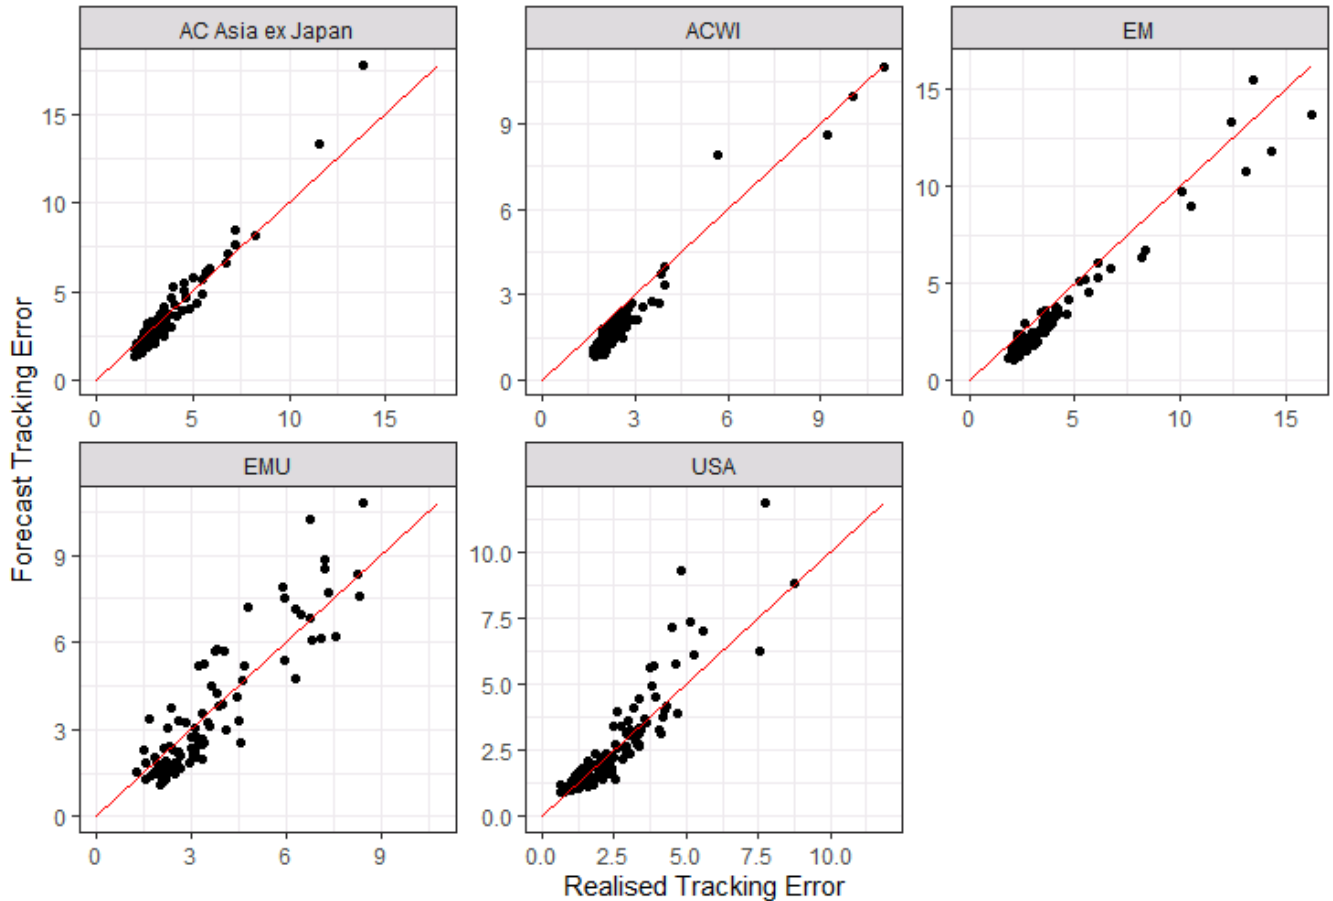 AC Asia ex Japan
ACWI
EM
15
10
5
0
0 5 10 15
9
6
3
0
0 3 6 9
15
10
5
0
0 5 10 15
EMU
USA
9
6
3
0
0 3 6 9
10.0
7.5
5.0
2.5
0.0
0.0 2.5 5.0 7.5 10.0
Forecast Tracking Error
Realised Tracking Error